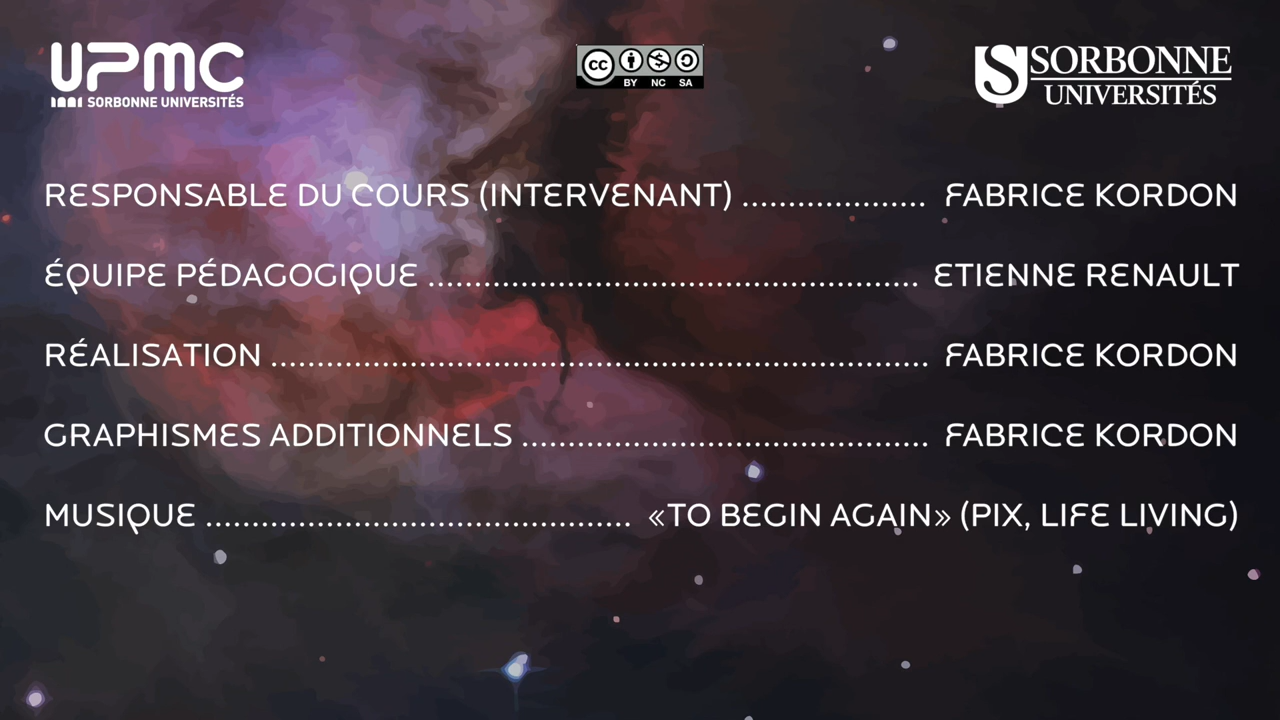 UPMC
SORBONNE UNIVERSITÉS
cc
BY NC SA
SORBONNE
UNIVERSITÉS
RESPONSABLE DU COURS (INTERVENANT) .................... FABRICE KORDON
ÉQUIPE PÉDAGOGIQUE ..................................................... ETIENNE RENAULT
RÉALISATION ....................................................................... FABRICE KORDON
GRAPHISMES ADDITIONNELS ............................................ FABRICE KORDON
MUSIQUE .............................................. «TO BEGIN AGAIN» (PIX, LIFE LIVING)